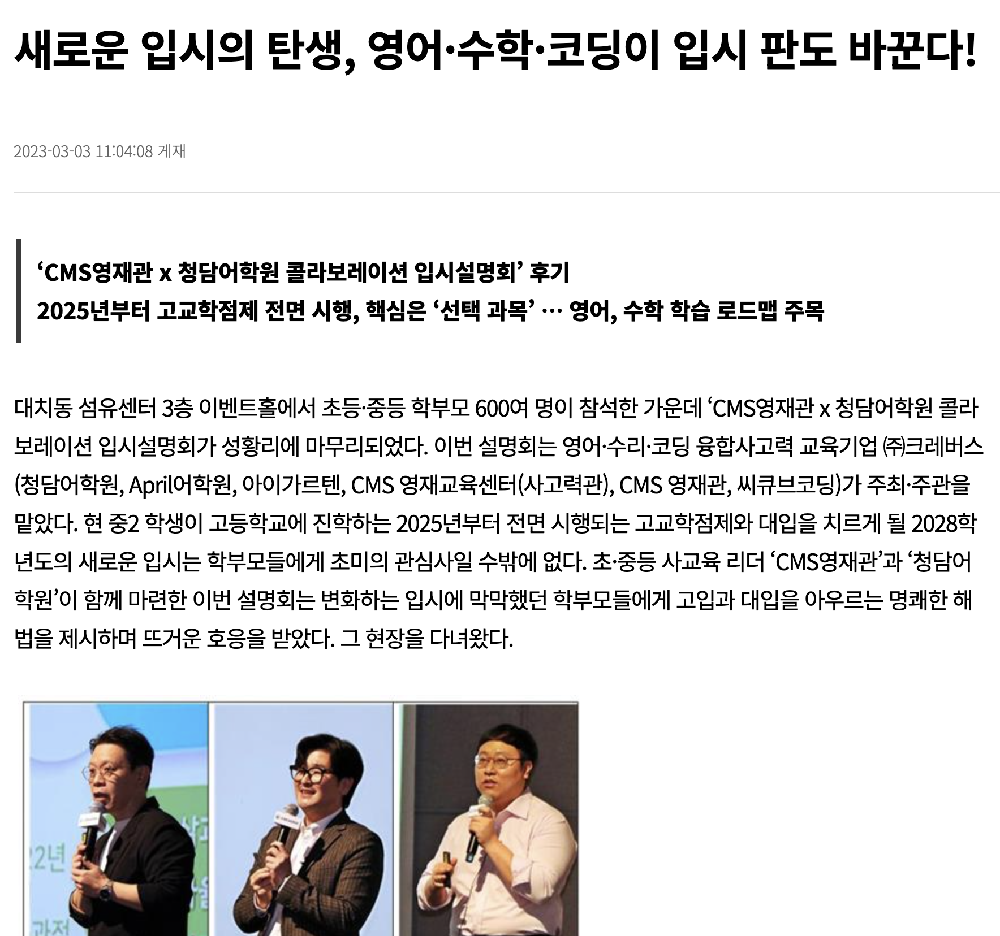 새로운 입시의 탄생, 영어·수학·코딩이 입시 판도 바꾼다!
2023-03-03 11:04:08 게재
‘CMS영재관 x 청담어학원 콜라보레이션 입시설명회’ 후기
2025년부터 고교학점제 전면 시행, 핵심은 ‘선택 과목’ … 영어, 수학 학습 로드맵 주목
대치동 섬유센터 3층 이벤트홀에서 초등·중등 학부모 600여 명이 참석한 가운데 ‘CMS영재관 x 청담어학원 콜라
보레이션 입시설명회가 성황리에 마무리되었다. 이번 설명회는 영어·수리·코딩 융합사고력 교육기업 ㈜크레버스
(청담어학원, April어학원, 아이가르텐, CMS 영재교육센터(사고력관), CMS 영재관, 씨큐브코딩)가 주최·주관을
맡았다. 현 중2 학생이 고등학교에 진학하는 2025년부터 전면 시행되는 고교학점제와 대입을 치르게 될 2028학
년도의 새로운 입시는 학부모들에게 초미의 관심사일 수밖에 없다. 초·중등 사교육 리더 ‘CMS영재관’과 ‘청담어
학원’이 함께 마련한 이번 설명회는 변화하는 입시에 막막했던 학부모들에게 고입과 대입을 아우르는 명쾌한 해
법을 제시하며 뜨거운 호응을 받았다. 그 현장을 다녀왔다.
22년
과정